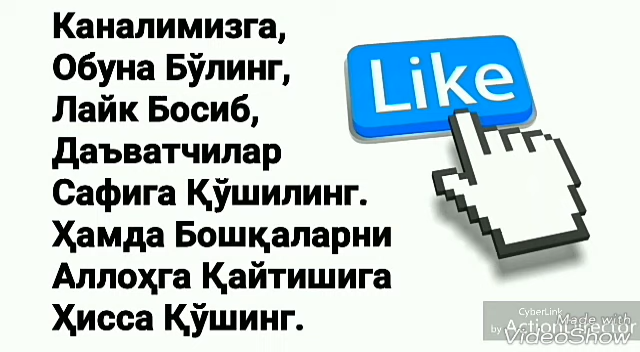 Каналимизга,
Обуна Бўлинг,
Лайк Босиб,
Даъватчилар
Сафига Қўшилинг.
Ҳамда Бошқаларни
Аллоҳга Қайтишига
Ҳисса Қўшинг.
Like
CyberLink
by ActionDirector
Made with
VideoShow